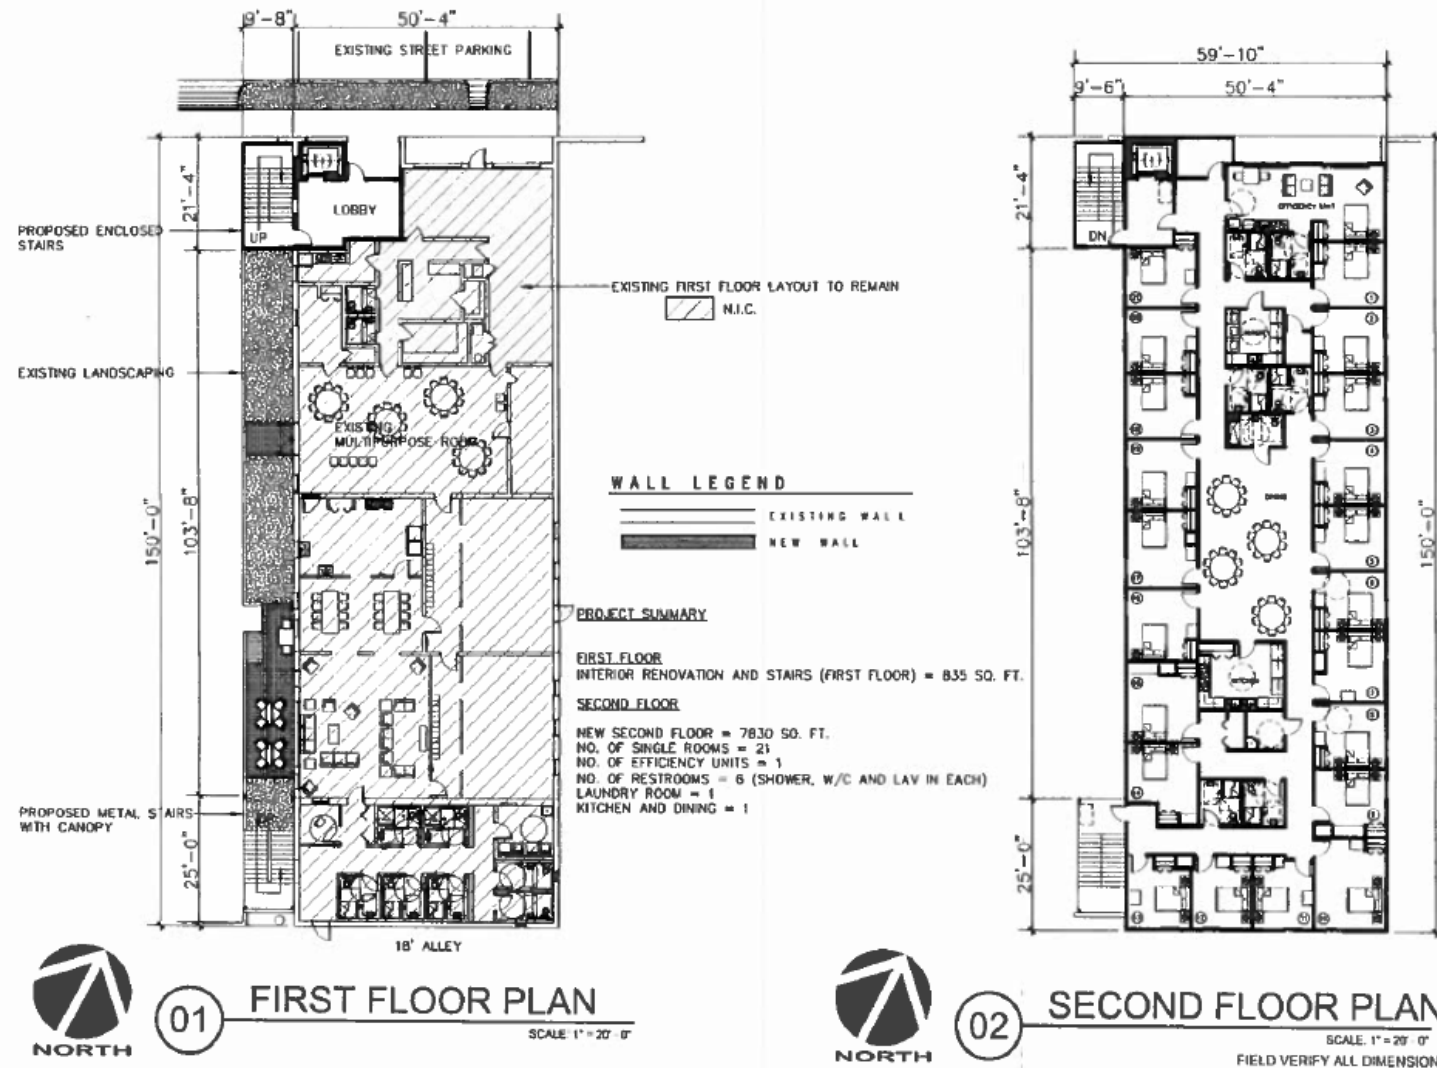 9'-8"
50'-4"
EXISTING STREET PARKING
21'-4"
LOBBY
UP
PROPOSED ENCLOSED
STAIRS
EXISTING FIRST FLOOR LAYOUT TO REMAIN
N.I.C.
EXISTING LANDSCAPING
EXISTING
MULTIPURPOSE ROOM
150'-0"
103'-8"
WALL LEGEND
EXISTING WALL
NEW WALL
PROJECT SUMMARY
FIRST FLOOR
INTERIOR RENOVATION AND STAIRS (FIRST FLOOR) = 835 SQ. FT.
SECOND FLOOR
NEW SECOND FLOOR = 7830 SQ. FT.
NO. OF SINGLE ROOMS = 21
NO. OF EFFICIENCY UNITS = 1
NO. OF RESTROOMS = 6 (SHOWER, W/C AND LAV IN EACH)
LAUNDRY ROOM = 1
KITCHEN AND DINING = 1
PROPOSED METAL STAIRS
WITH CANOPY
25'-0"
18' ALLEY
NORTH
01
FIRST FLOOR PLAN
SCALE: 1" = 20'-0"
59'-10"
9'-6"
50'-4"
21'-4"
EFFICIENCY UNIT
DN
103'-8"
150'-0"
DINING
KITCHEN
25'-0"
NORTH
02
SECOND FLOOR PLAN
SCALE: 1" = 20'-0"
FIELD VERIFY ALL DIMENSION